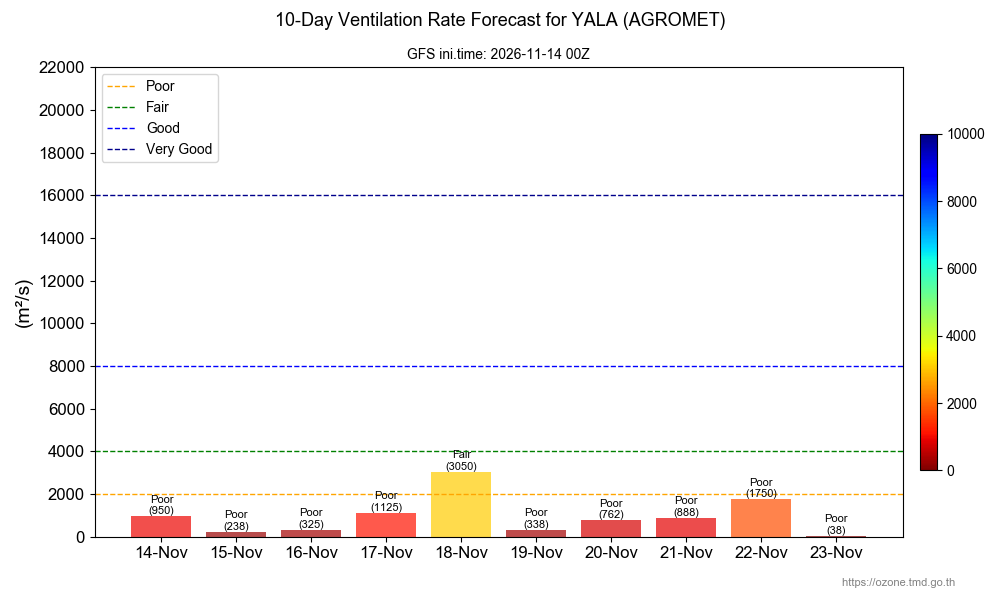 10-Day Ventilation Rate Forecast for YALA (AGROMET)
GFS ini.time: 2026-11-14 00Z
22000
20000
18000
16000
14000
12000
10000
8000
6000
4000
2000
0
(m²/s)
Poor
Fair
Good
Very Good
Poor
(950)
Poor
(238)
Poor
(325)
Poor
(1125)
Fair
(3050)
Poor
(338)
Poor
(762)
Poor
(888)
Poor
(1750)
Poor
(38)
14-Nov 15-Nov 16-Nov 17-Nov 18-Nov 19-Nov 20-Nov 21-Nov 22-Nov 23-Nov
10000
8000
6000
4000
2000
0
https://ozone.tmd.go.th